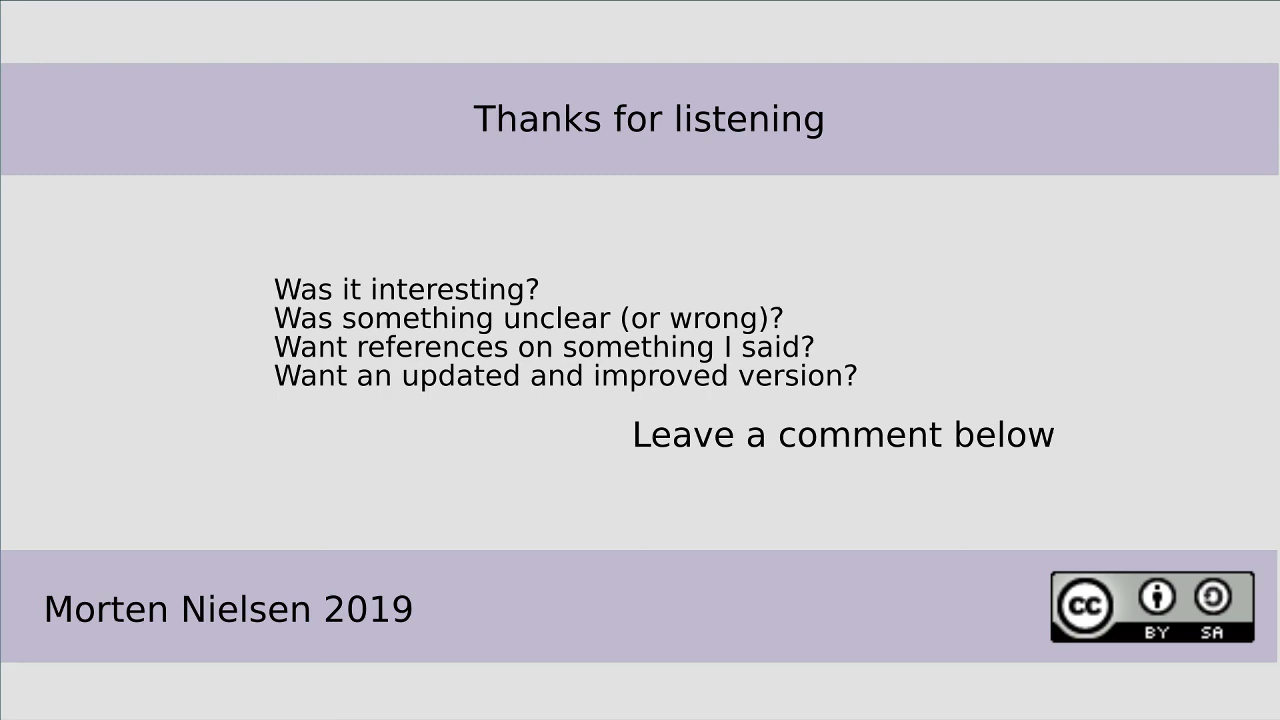 Thanks for listening
Was it interesting?
Was something unclear (or wrong)?
Want references on something I said?
Want an updated and improved version?
Leave a comment below
Morten Nielsen 2019
cc
BY SA